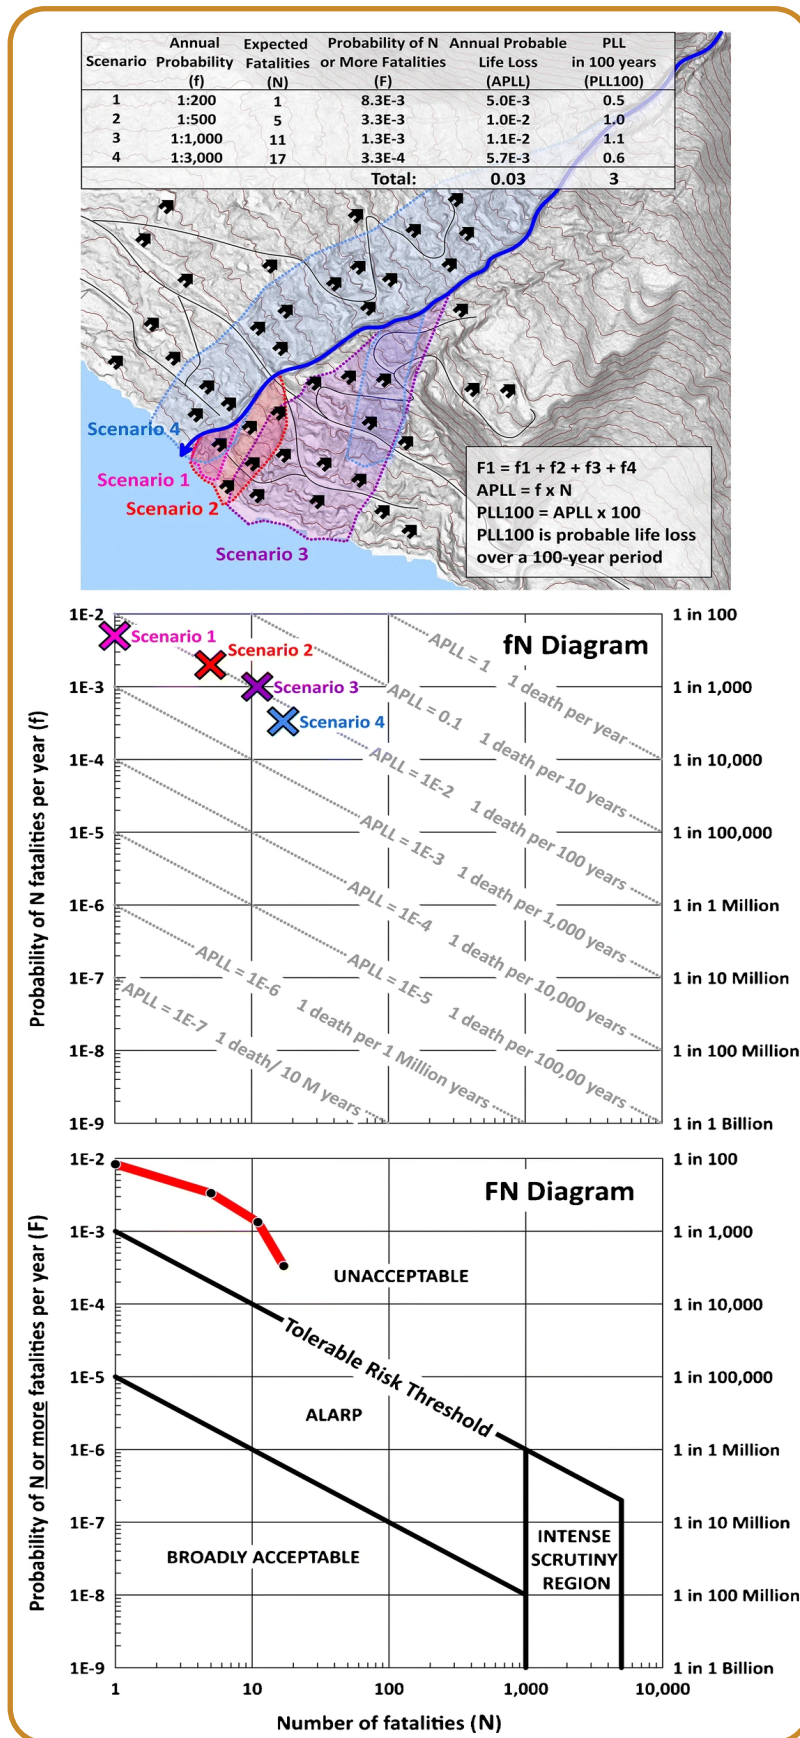 Scenario Annual Probability (f) Expected Fatalities (N) Probability of N or More Fatalities (F) Annual Probable Life Loss (APLL) PLL in 100 years (PLL100)
1 1:200 1 8.3E-3 5.0E-3 0.5
2 1:500 5 3.3E-3 1.0E-2 1.0
3 1:1,000 11 1.3E-3 1.1E-2 1.1
4 1:3,000 17 3.3E-4 5.7E-3 0.6
Total: 0.03 3
Scenario 4
Scenario 1
Scenario 2
Scenario 3
F1 = f1 + f2 + f3 + f4
APLL = f x N
PLL100 = APLL x 100
PLL100 is probable life loss
over a 100-year period
fN Diagram
Probability of N fatalities per year (f)
1E-2
1E-3
1E-4
1E-5
1E-6
1E-7
1E-8
1E-9
1 in 100
1 in 1,000
1 in 10,000
1 in 100,000
1 in 1 Million
1 in 10 Million
1 in 100 Million
1 in 1 Billion
Scenario 1
Scenario 2
Scenario 3
Scenario 4
APLL = 1 1 death per year
APLL = 0.1 1 death per 10 years
APLL = 1E-2 1 death per 100 years
APLL = 1E-3 1 death per 1,000 years
APLL = 1E-4 1 death per 10,000 years
APLL = 1E-5 1 death per 100,00 years
APLL = 1E-6 1 death per 1 Million years
APLL = 1E-7 1 death/ 10 M years
FN Diagram
Probability of N or more fatalities per year (F)
1E-2
1E-3
1E-4
1E-5
1E-6
1E-7
1E-8
1E-9
1 in 100
1 in 1,000
1 in 10,000
1 in 100,000
1 in 1 Million
1 in 10 Million
1 in 100 Million
1 in 1 Billion
UNACCEPTABLE
Tolerable Risk Threshold
ALARP
BROADLY ACCEPTABLE
INTENSE
SCRUTINY
REGION
1 10 100 1,000 10,000
Number of fatalities (N)